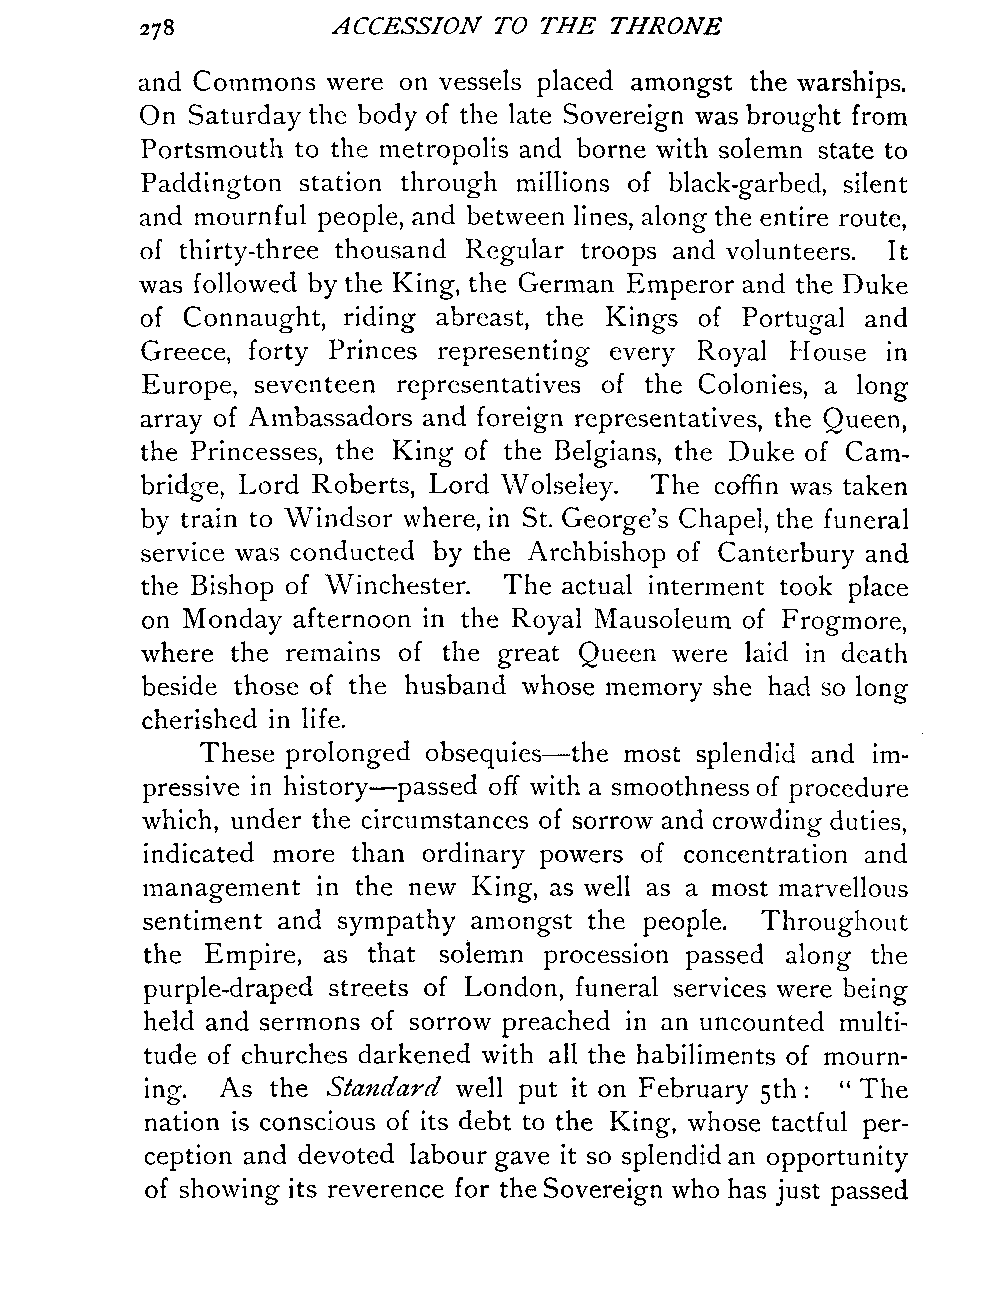 278 ACCESSION TO THE THRONE
and Commons were on vessels placed amongst the warships.
On Saturday the body of the late Sovereign was brought from
Portsmouth to the metropolis and borne with solemn state to
Paddington station through millions of black-garbed, silent
and mournful people, and between lines, along the entire route,
of thirty-three thousand Regular troops and volunteers. It
was followed by the King, the German Emperor and the Duke
of Connaught, riding abreast, the Kings of Portugal and
Greece, forty Princes representing every Royal House in
Europe, seventeen representatives of the Colonies, a long
array of Ambassadors and foreign representatives, the Queen,
the Princesses, the King of the Belgians, the Duke of Cam-
bridge, Lord Roberts, Lord Wolseley. The coffin was taken
by train to Windsor where, in St. George's Chapel, the funeral
service was conducted by the Archbishop of Canterbury and
the Bishop of Winchester. The actual interment took place
on Monday afternoon in the Royal Mausoleum of Frogmore,
where the remains of the great Queen were laid in death
beside those of the husband whose memory she had so long
cherished in life.
These prolonged obsequies—the most splendid and im-
pressive in history—passed off with a smoothness of procedure
which, under the circumstances of sorrow and crowding duties,
indicated more than ordinary powers of concentration and
management in the new King, as well as a most marvellous
sentiment and sympathy amongst the people. Throughout
the Empire, as that solemn procession passed along the
purple-draped streets of London, funeral services were being
held and sermons of sorrow preached in an uncounted multi-
tude of churches darkened with all the habiliments of mourn-
ing. As the Standard well put it on February 5th: “The
nation is conscious of its debt to the King, whose tactful per-
ception and devoted labour gave it so splendid an opportunity
of showing its reverence for the Sovereign who has just passed